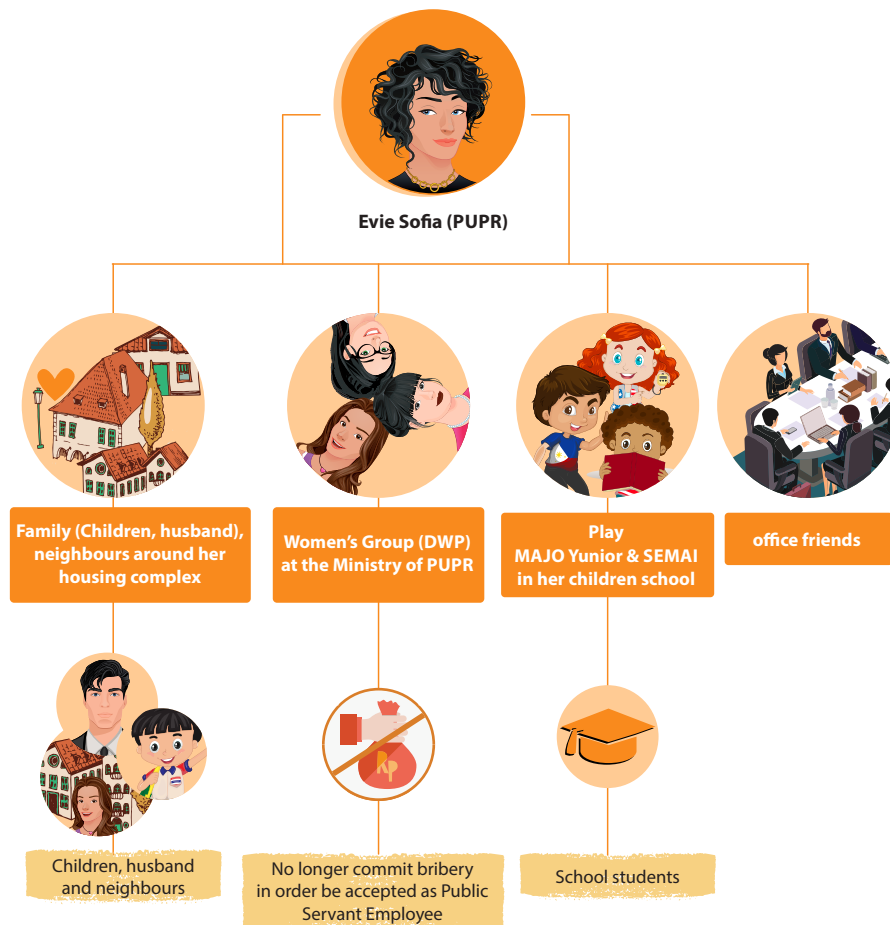 Evie Sofia (PUPR)
Family (Children, husband),
neighbours around her
housing complex
Women's Group (DWP)
at the Ministry of PUPR
Play
MAJO Yunior & SEMAI
in her children school
office friends
Rp
Children, husband
and neighbours
No longer commit bribery
in order be accepted as Public
Servant Employee
School students